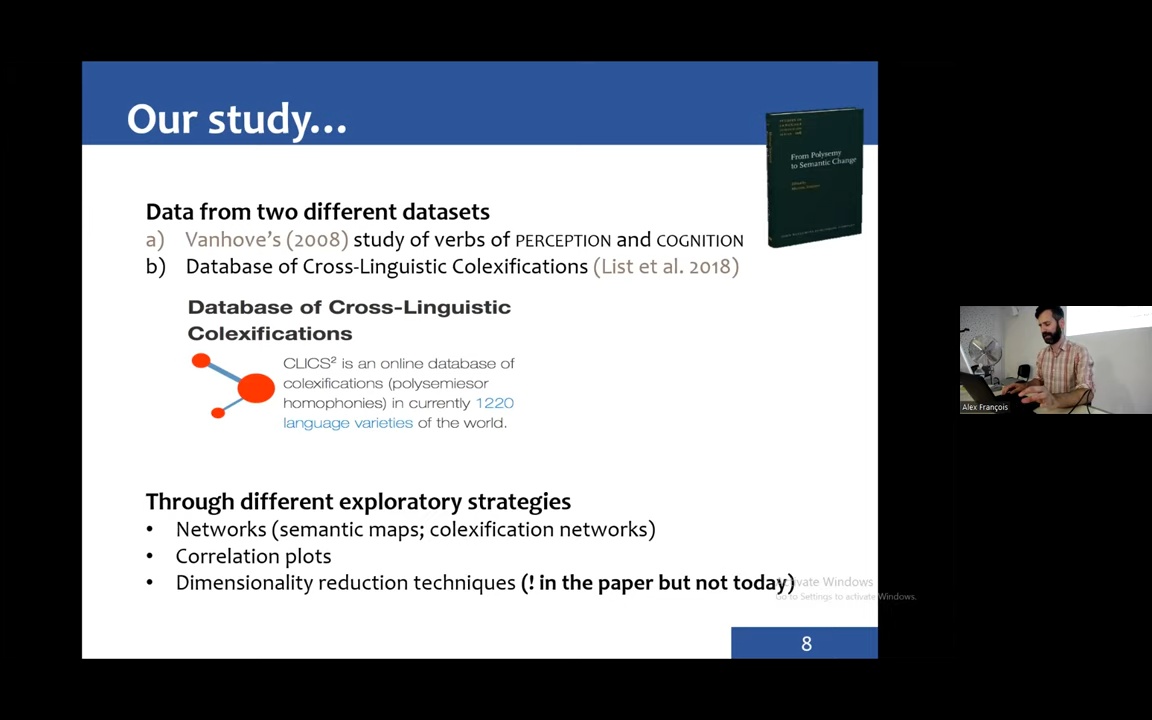 Our study...
From Polysemy
to Semantic Change
Data from two different datasets
a) Vanhove's (2008) study of verbs of PERCEPTION and COGNITION
b) Database of Cross-Linguistic Colexifications (List et al. 2018)
Database of Cross-Linguistic
Colexifications
CLICS² is an online database of
colexifications (polysemiesor
homophonies) in currently 1220
language varieties of the world.
Through different exploratory strategies
• Networks (semantic maps; colexification networks)
• Correlation plots
• Dimensionality reduction techniques (! in the paper but not today)
Activate Windows
Go to Settings to activate Windows.
8
Alex François